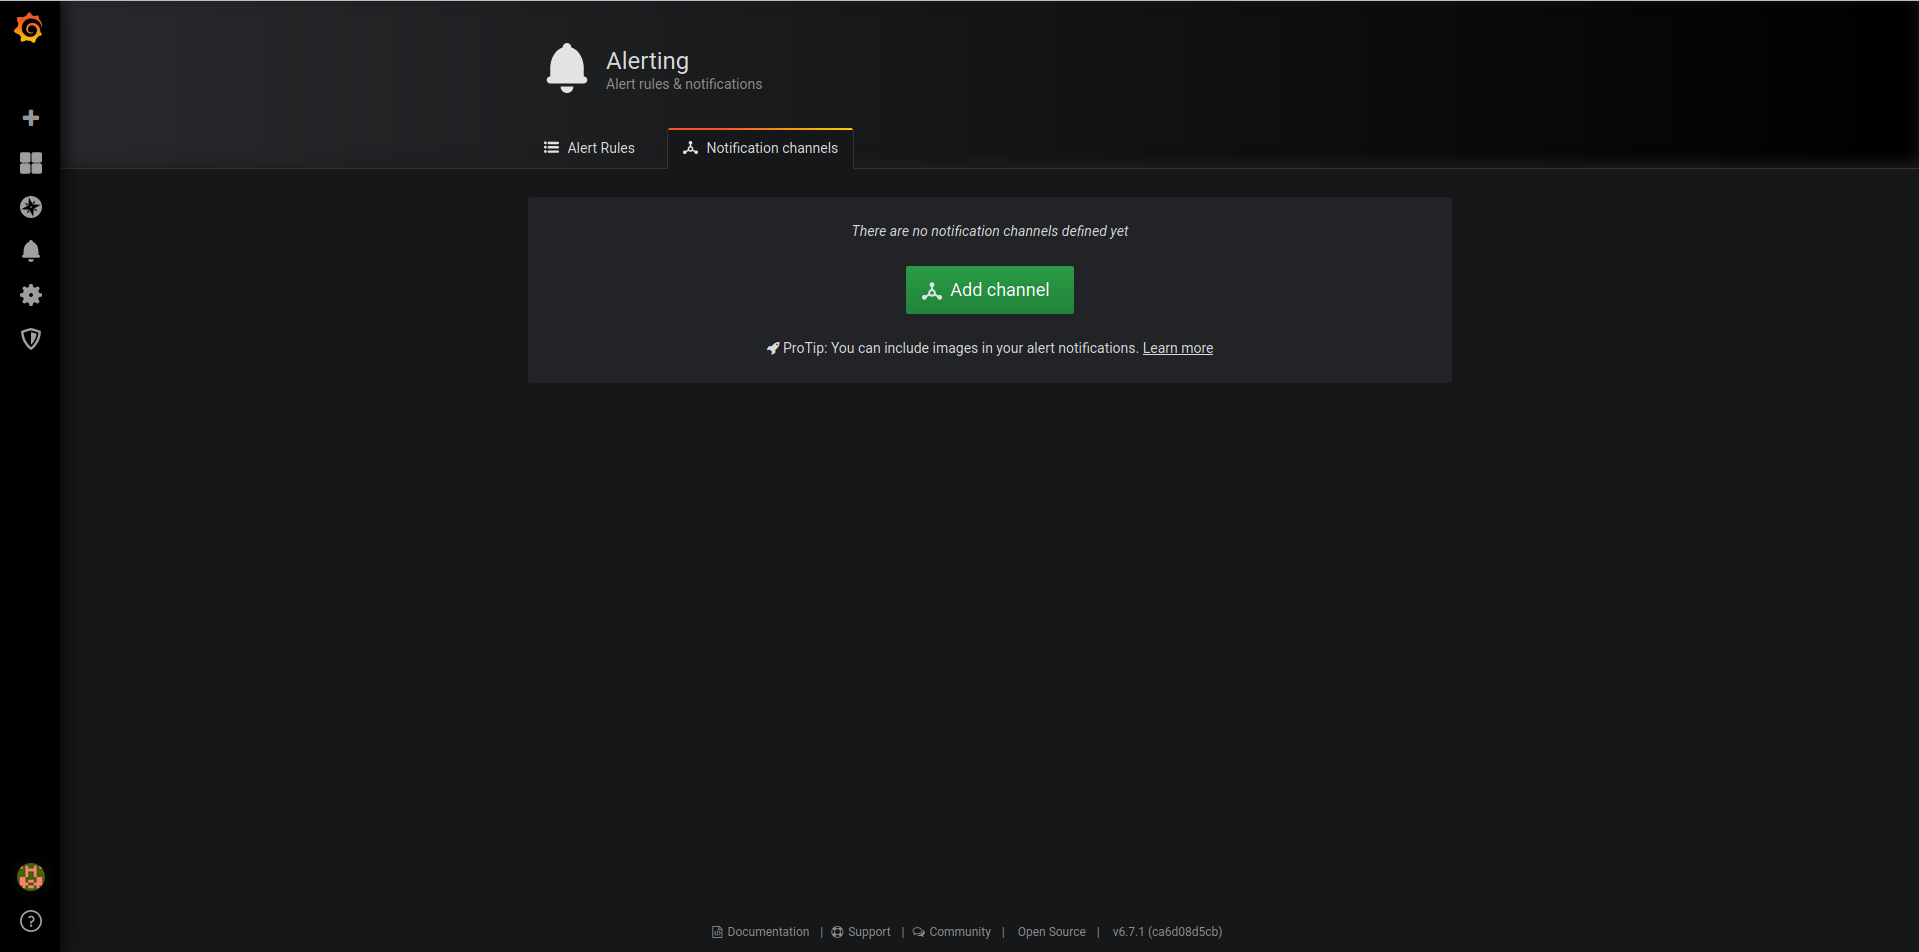 Alerting
Alert rules & notifications
Alert Rules
Notification channels
There are no notification channels defined yet
Add channel
ProTip: You can include images in your alert notifications. Learn more
Documentation | Support | Community | Open Source | v6.7.1 (ca6d08d5cb)